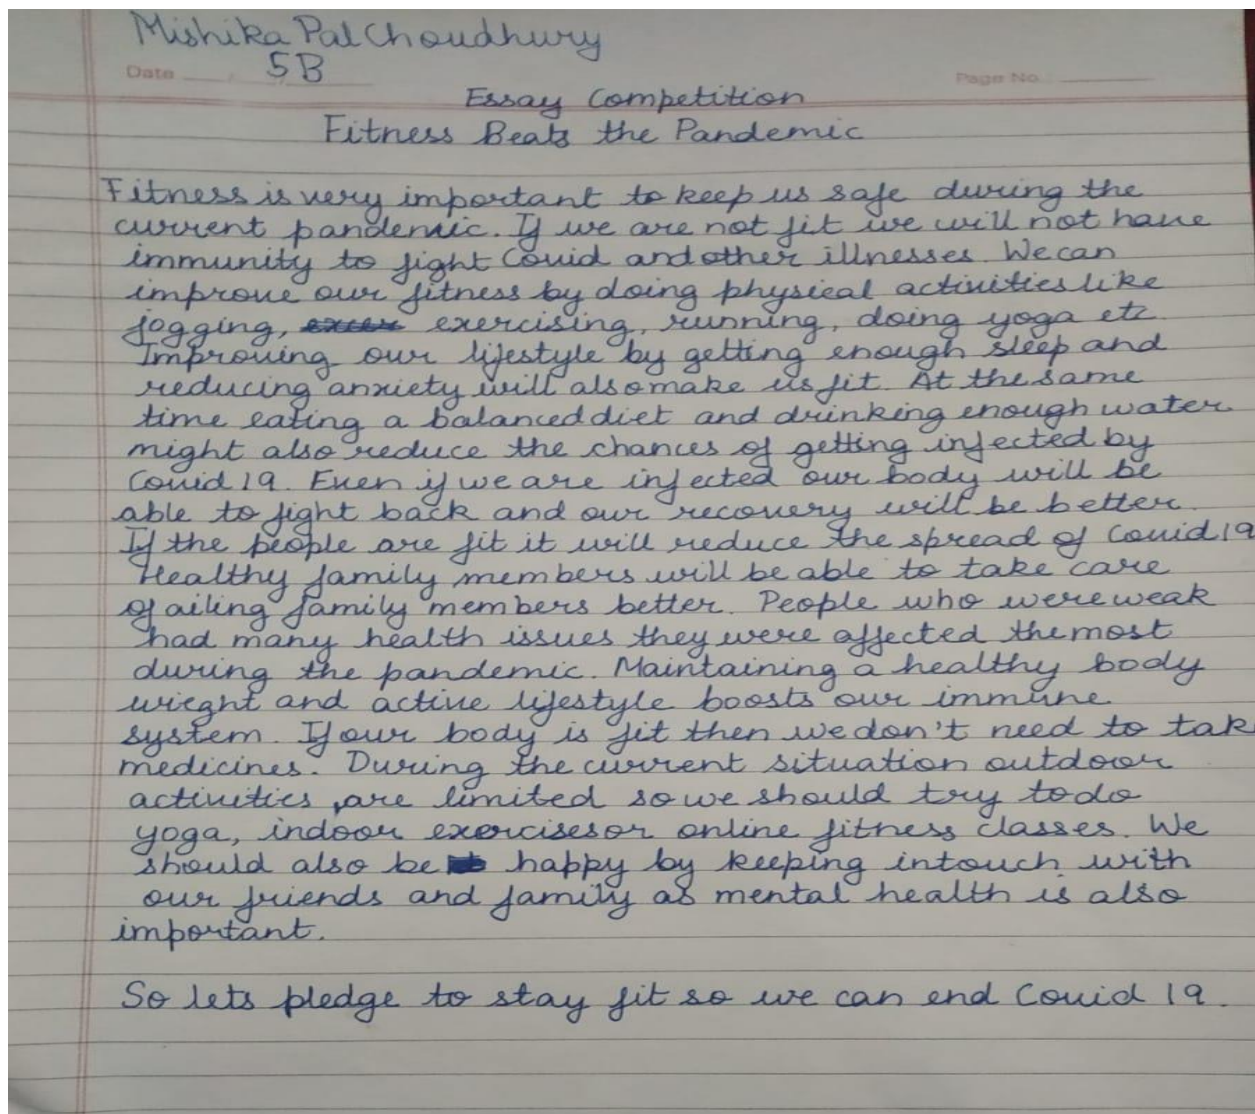 Mishika Pal Choudhury
Date 5B Page No.
Essay Competition
Fitness Beats the Pandemic
Fitness is very important to keep us safe during the
current pandemic. If we are not fit we will not have
immunity to fight Covid and other illnesses. We can
improve our fitness by doing physical activities like
jogging, exercising, running, doing yoga etc.
Improving our lifestyle by getting enough sleep and
reducing anxiety will also make us fit. At the same
time eating a balanced diet and drinking enough water
might also reduce the chances of getting infected by
Covid 19. Even if we are infected our body will be
able to fight back and our recovery will be better.
If the people are fit it will reduce the spread of Covid 19
Healthy family members will be able to take care
of ailing family members better. People who were weak
had many health issues they were affected the most
during the pandemic. Maintaining a healthy body
wieght and active lifestyle boosts our immune
system. If our body is fit then we don't need to tak
medicines. During the current situation outdoor
activities are limited so we should try to do
yoga, indoor exercises or online fitness classes. We
should also be happy by keeping in touch with
our friends and family as mental health is also
important.
So lets pledge to stay fit so we can end Covid 19.